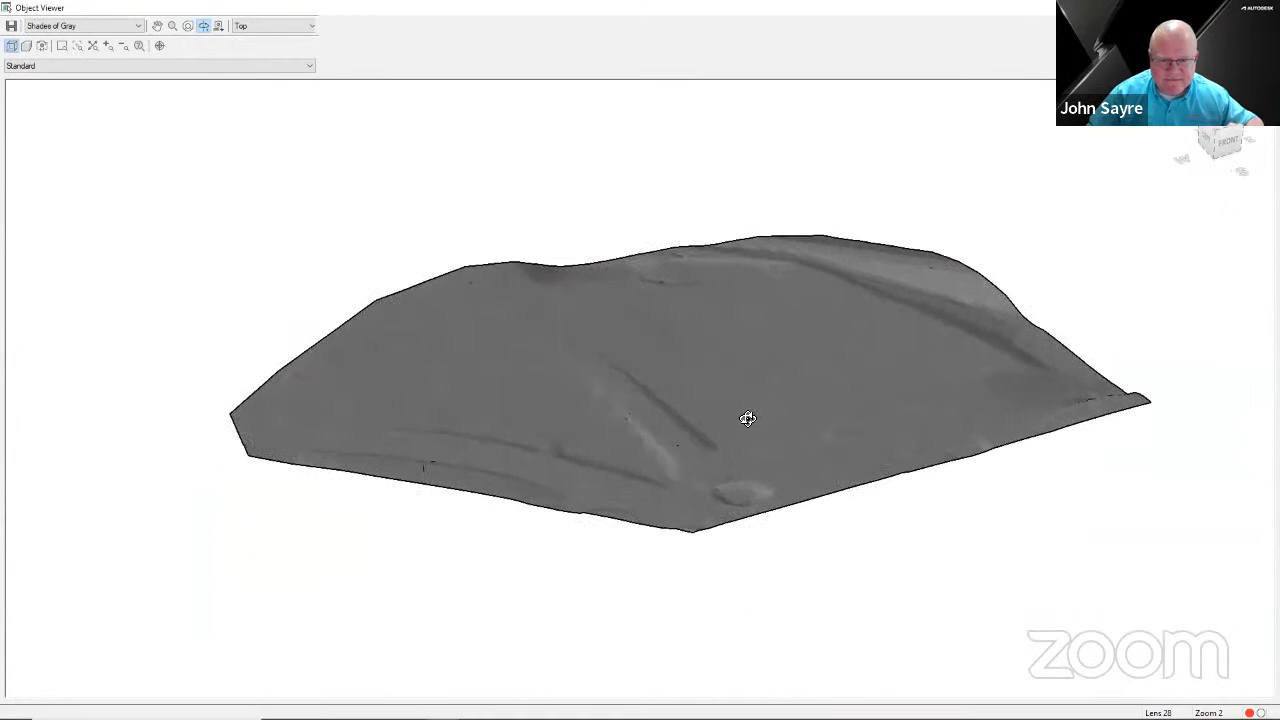 Object Viewer
AUTODESK
Shades of Gray
Top
Standard
John Sayre
FRONT
zoom
Lens 28
Zoom 2